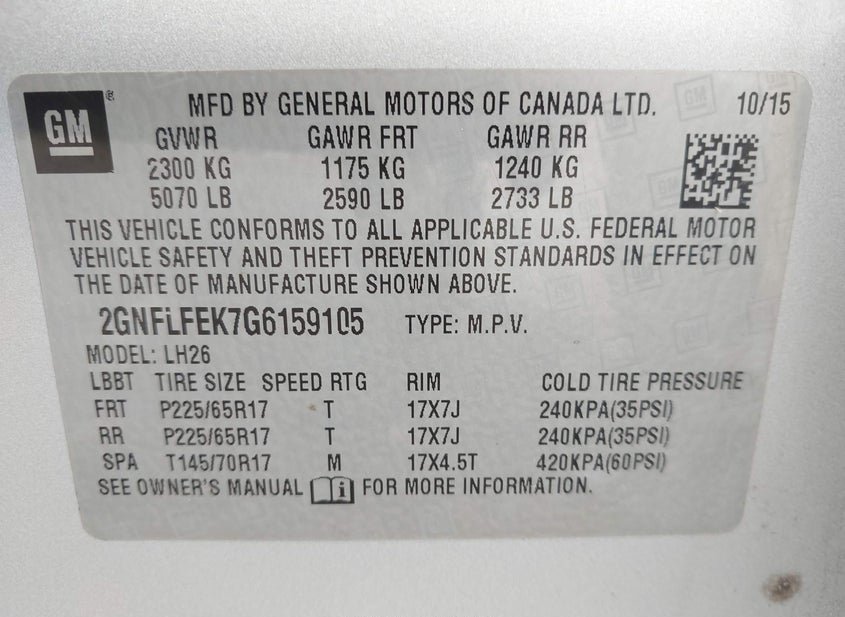 GM ® MFD BY GENERAL MOTORS OF CANADA LTD. 10/15
GVWR GAWR FRT GAWR RR
2300 KG 1175 KG 1240 KG
5070 LB 2590 LB 2733 LB
THIS VEHICLE CONFORMS TO ALL APPLICABLE U.S. FEDERAL MOTOR
VEHICLE SAFETY AND THEFT PREVENTION STANDARDS IN EFFECT ON
THE DATE OF MANUFACTURE SHOWN ABOVE.
2GNFLFEK7G6159105 TYPE: M.P.V.
MODEL: LH26
LBBT TIRE SIZE SPEED RTG RIM COLD TIRE PRESSURE
FRT P225/65R17 T 17X7J 240KPA(35PSI)
RR P225/65R17 T 17X7J 240KPA(35PSI)
SPA T145/70R17 M 17X4.5T 420KPA(60PSI)
SEE OWNER'S MANUAL i FOR MORE INFORMATION.